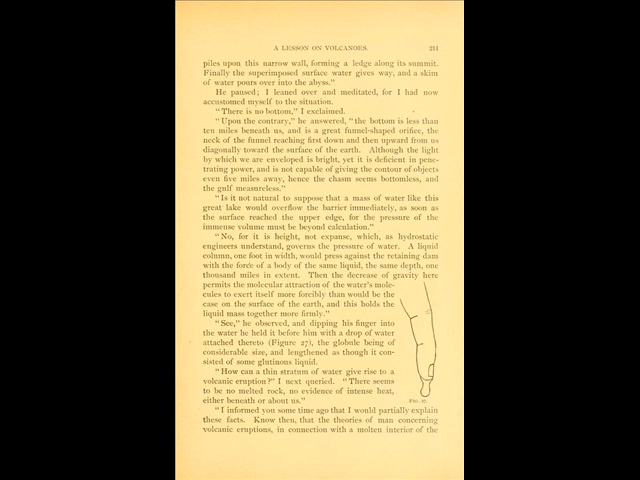 A LESSON ON VOLCANOES. 211
piles upon this narrow wall, forming a ledge along its summit.
Finally the superimposed surface water gives way, and a skim
of water pours over into the abyss."
He paused; I leaned over and meditated, for I had now
accustomed myself to the situation.
"There is no bottom," I exclaimed.
"Upon the contrary," he answered, "the bottom is less than
ten miles beneath us, and is a great funnel-shaped orifice, the
neck of the funnel reaching first down and then upward from us
diagonally toward the surface of the earth. Although the light
by which we are enveloped is bright, yet it is deficient in pene-
trating power, and is not capable of giving the contour of objects
even five miles away, hence the chasm seems bottomless, and
the gulf measureless."
"Is it not natural to suppose that a mass of water like this
great lake would overflow the barrier immediately, as soon as
the surface reached the upper edge, for the pressure of the
immense volume must be beyond calculation."
"No, for it is height, not expanse, which, as hydrostatic
engineers understand, governs the pressure of water. A liquid
column, one foot in width, would press against the retaining dam
with the force of a body of the same liquid, the same depth, one
thousand miles in extent. Then the decrease of gravity here
permits the molecular attraction of the water's mole-
cules to exert itself more forcibly than would be the
case on the surface of the earth, and this holds the
liquid mass together more firmly."
"See," he observed, and dipping his finger into
the water he held it before him with a drop of water
attached thereto (Figure 27), the globule being of
considerable size, and lengthened as though it con-
sisted of some glutinous liquid.
"How can a thin stratum of water give rise to a
volcanic eruption?" I next queried. "There seems
to be no melted rock, no evidence of intense heat,
either beneath or about us."
FIG. 27.
"I informed you some time ago that I would partially explain
these facts. Know then, that the theories of man concerning
volcanic eruptions, in connection with a molten interior of the